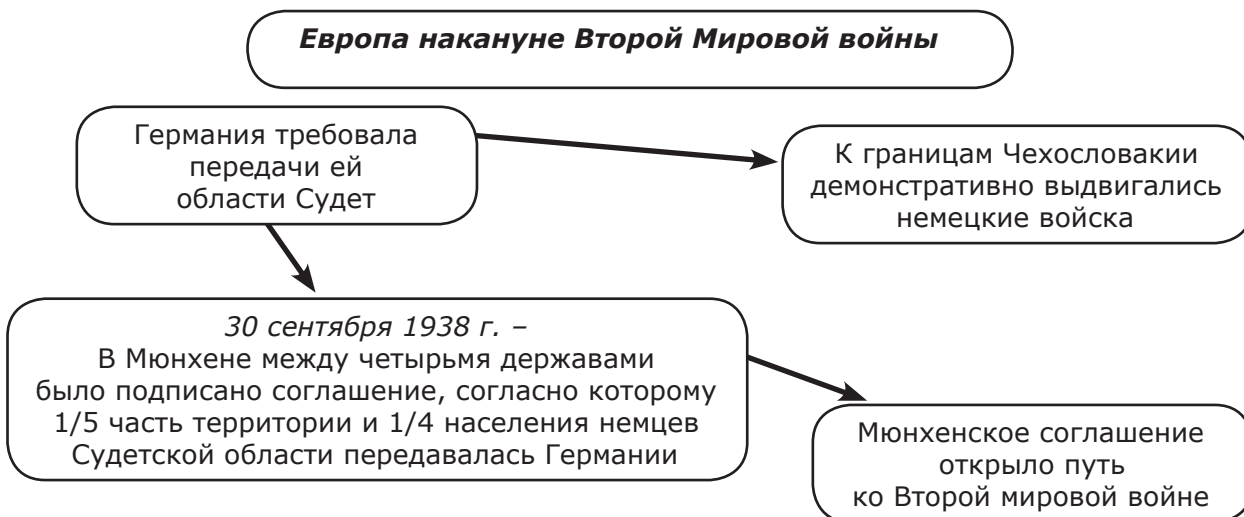 Европа накануне Второй Мировой войны
Германия требовала
передачи ей
области Судет
К границам Чехословакии
демонстративно выдвигались
немецкие войска
30 сентября 1938 г. –
В Мюнхене между четырьмя державами
было подписано соглашение, согласно которому
1/5 часть территории и 1/4 населения немцев
Судетской области передавалась Германии
Мюнхенское соглашение
открыло путь
ко Второй мировой войне